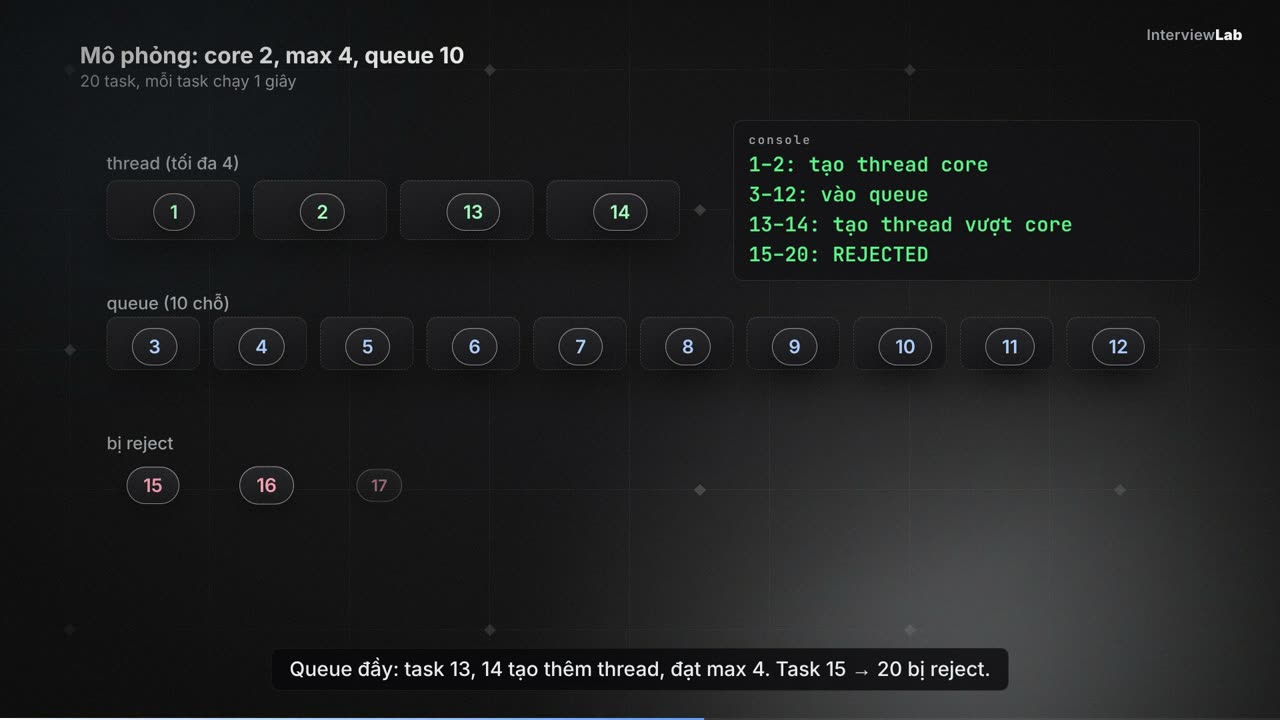 Mô phỏng: core 2, max 4, queue 10
20 task, mỗi task chạy 1 giây
InterviewLab
thread (tối đa 4)
1 2 13 14
console
1-2: tạo thread core
3-12: vào queue
13-14: tạo thread vượt core
15-20: REJECTED
queue (10 chỗ)
3 4 5 6 7 8 9 10 11 12
bị reject
15 16 17
Queue đầy: task 13, 14 tạo thêm thread, đạt max 4. Task 15 → 20 bị reject.